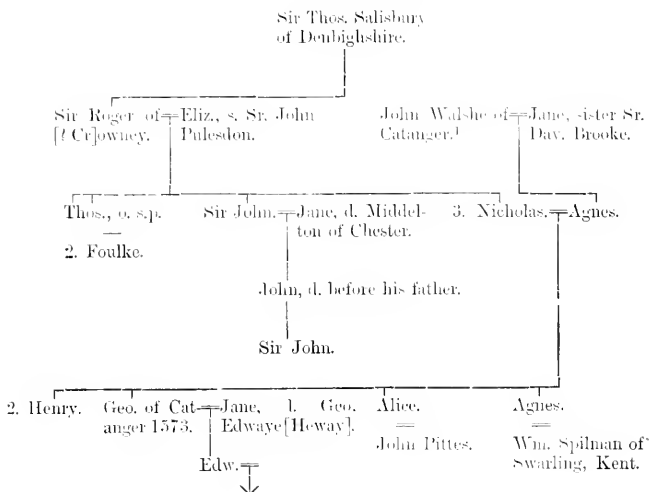 Sir Thos. Salisbury
of Denbighshire.
Sir Roger of = Eliz., s. Sr. John
[? Cr]owney. Pulesdon.
John Walshe of = Jane, sister Sr.
Catanger.¹ Dav. Brooke.
Thos., o. s.p.
—
2. Foulke.
Sir John. = Jane, d. Middel-
ton of Chester.
3. Nicholas. = Agnes.
John, d. before his father.
Sir John.
2. Henry.
Geo. of Cat- = Jane, d. Geo.
anger 1573. Edwaye [Heway].
Alice.
=
John Pittes.
Agnes.
=
Wm. Spilman of
Swarling, Kent.
Edw. =